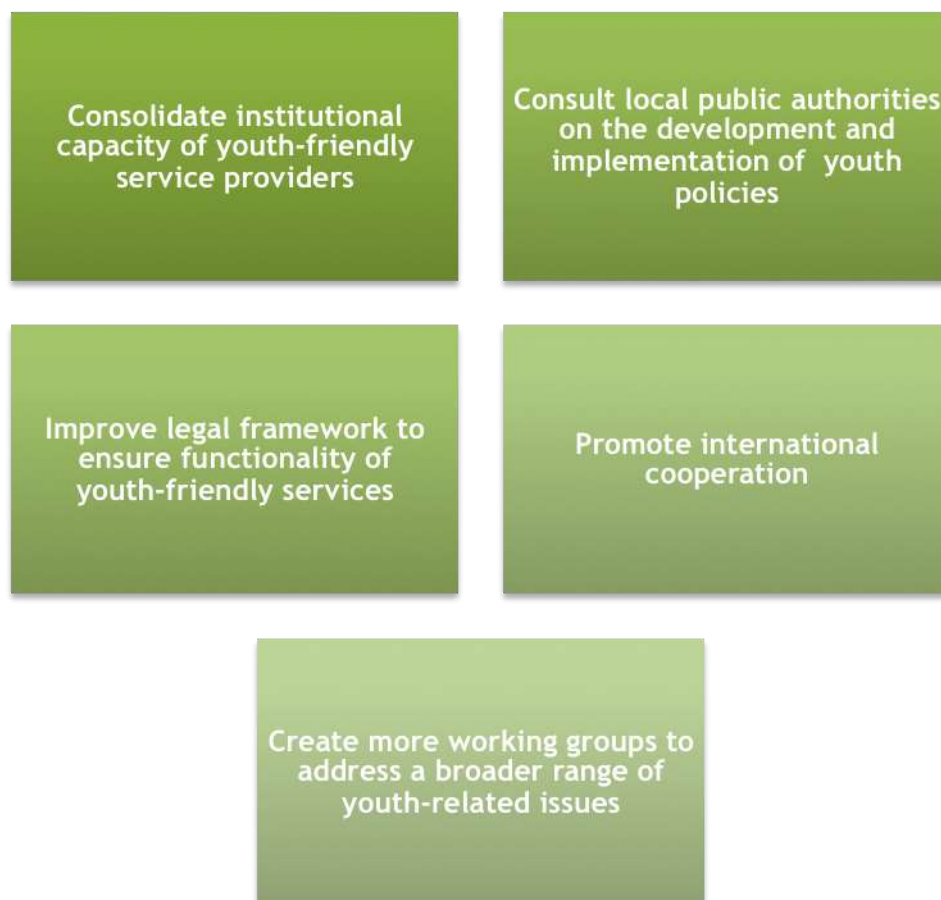 Consolidate institutional
capacity of youth-friendly
service providers
Consult local public authorities
on the development and
implementation of  youth
policies
Improve legal framework to
ensure functionality of
youth-friendly services
Promote international
cooperation
Create more working groups to
address a broader range of
youth-related issues